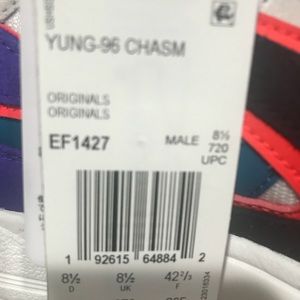 YUNG-96 CHASM
ORIGINALS
ORIGINALS
EF1427
MALE 8½
720
UPC
1 92615 64884 2
8½ 8½ 42⅔
D UK F